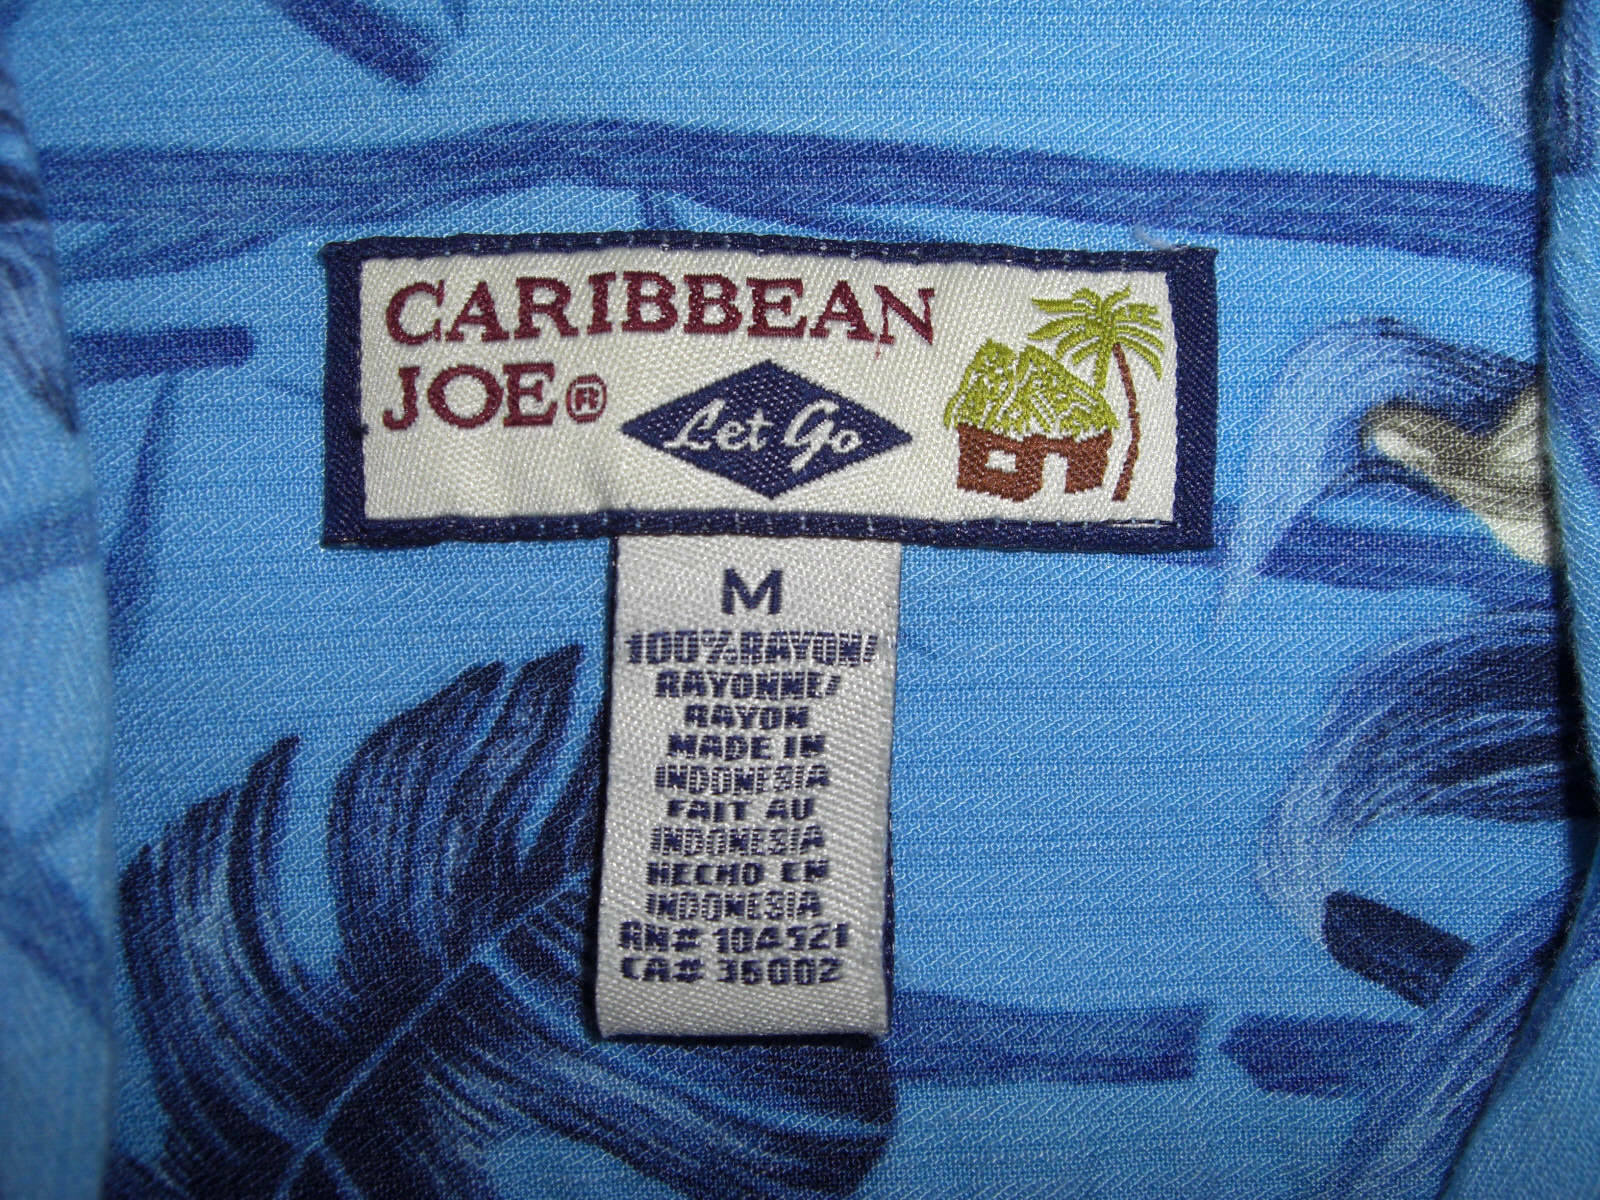 CARIBBEAN
JOE®
Let Go
M
100% RAYON/
RAYONNE/
RAYON
MADE IN
INDONESIA
FAIT AU
INDONESIA
HECHO EN
INDONESIA
RN# 104521
CA# 36002